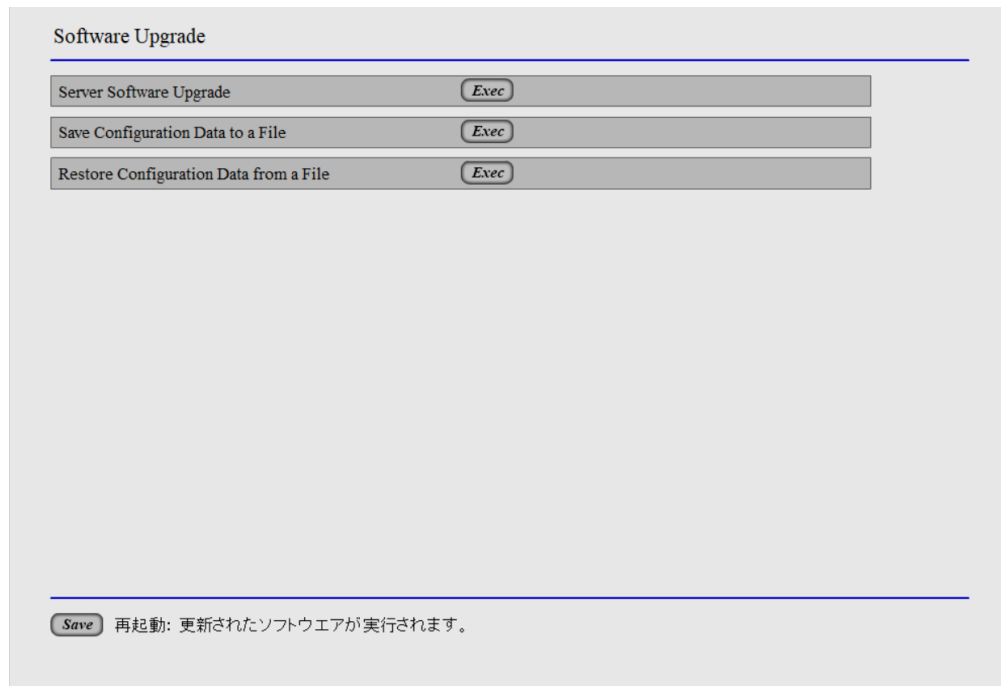 Software Upgrade
Server Software Upgrade Exec
Save Configuration Data to a File Exec
Restore Configuration Data from a File Exec
Save 再起動: 更新されたソフトウエアが実行されます。